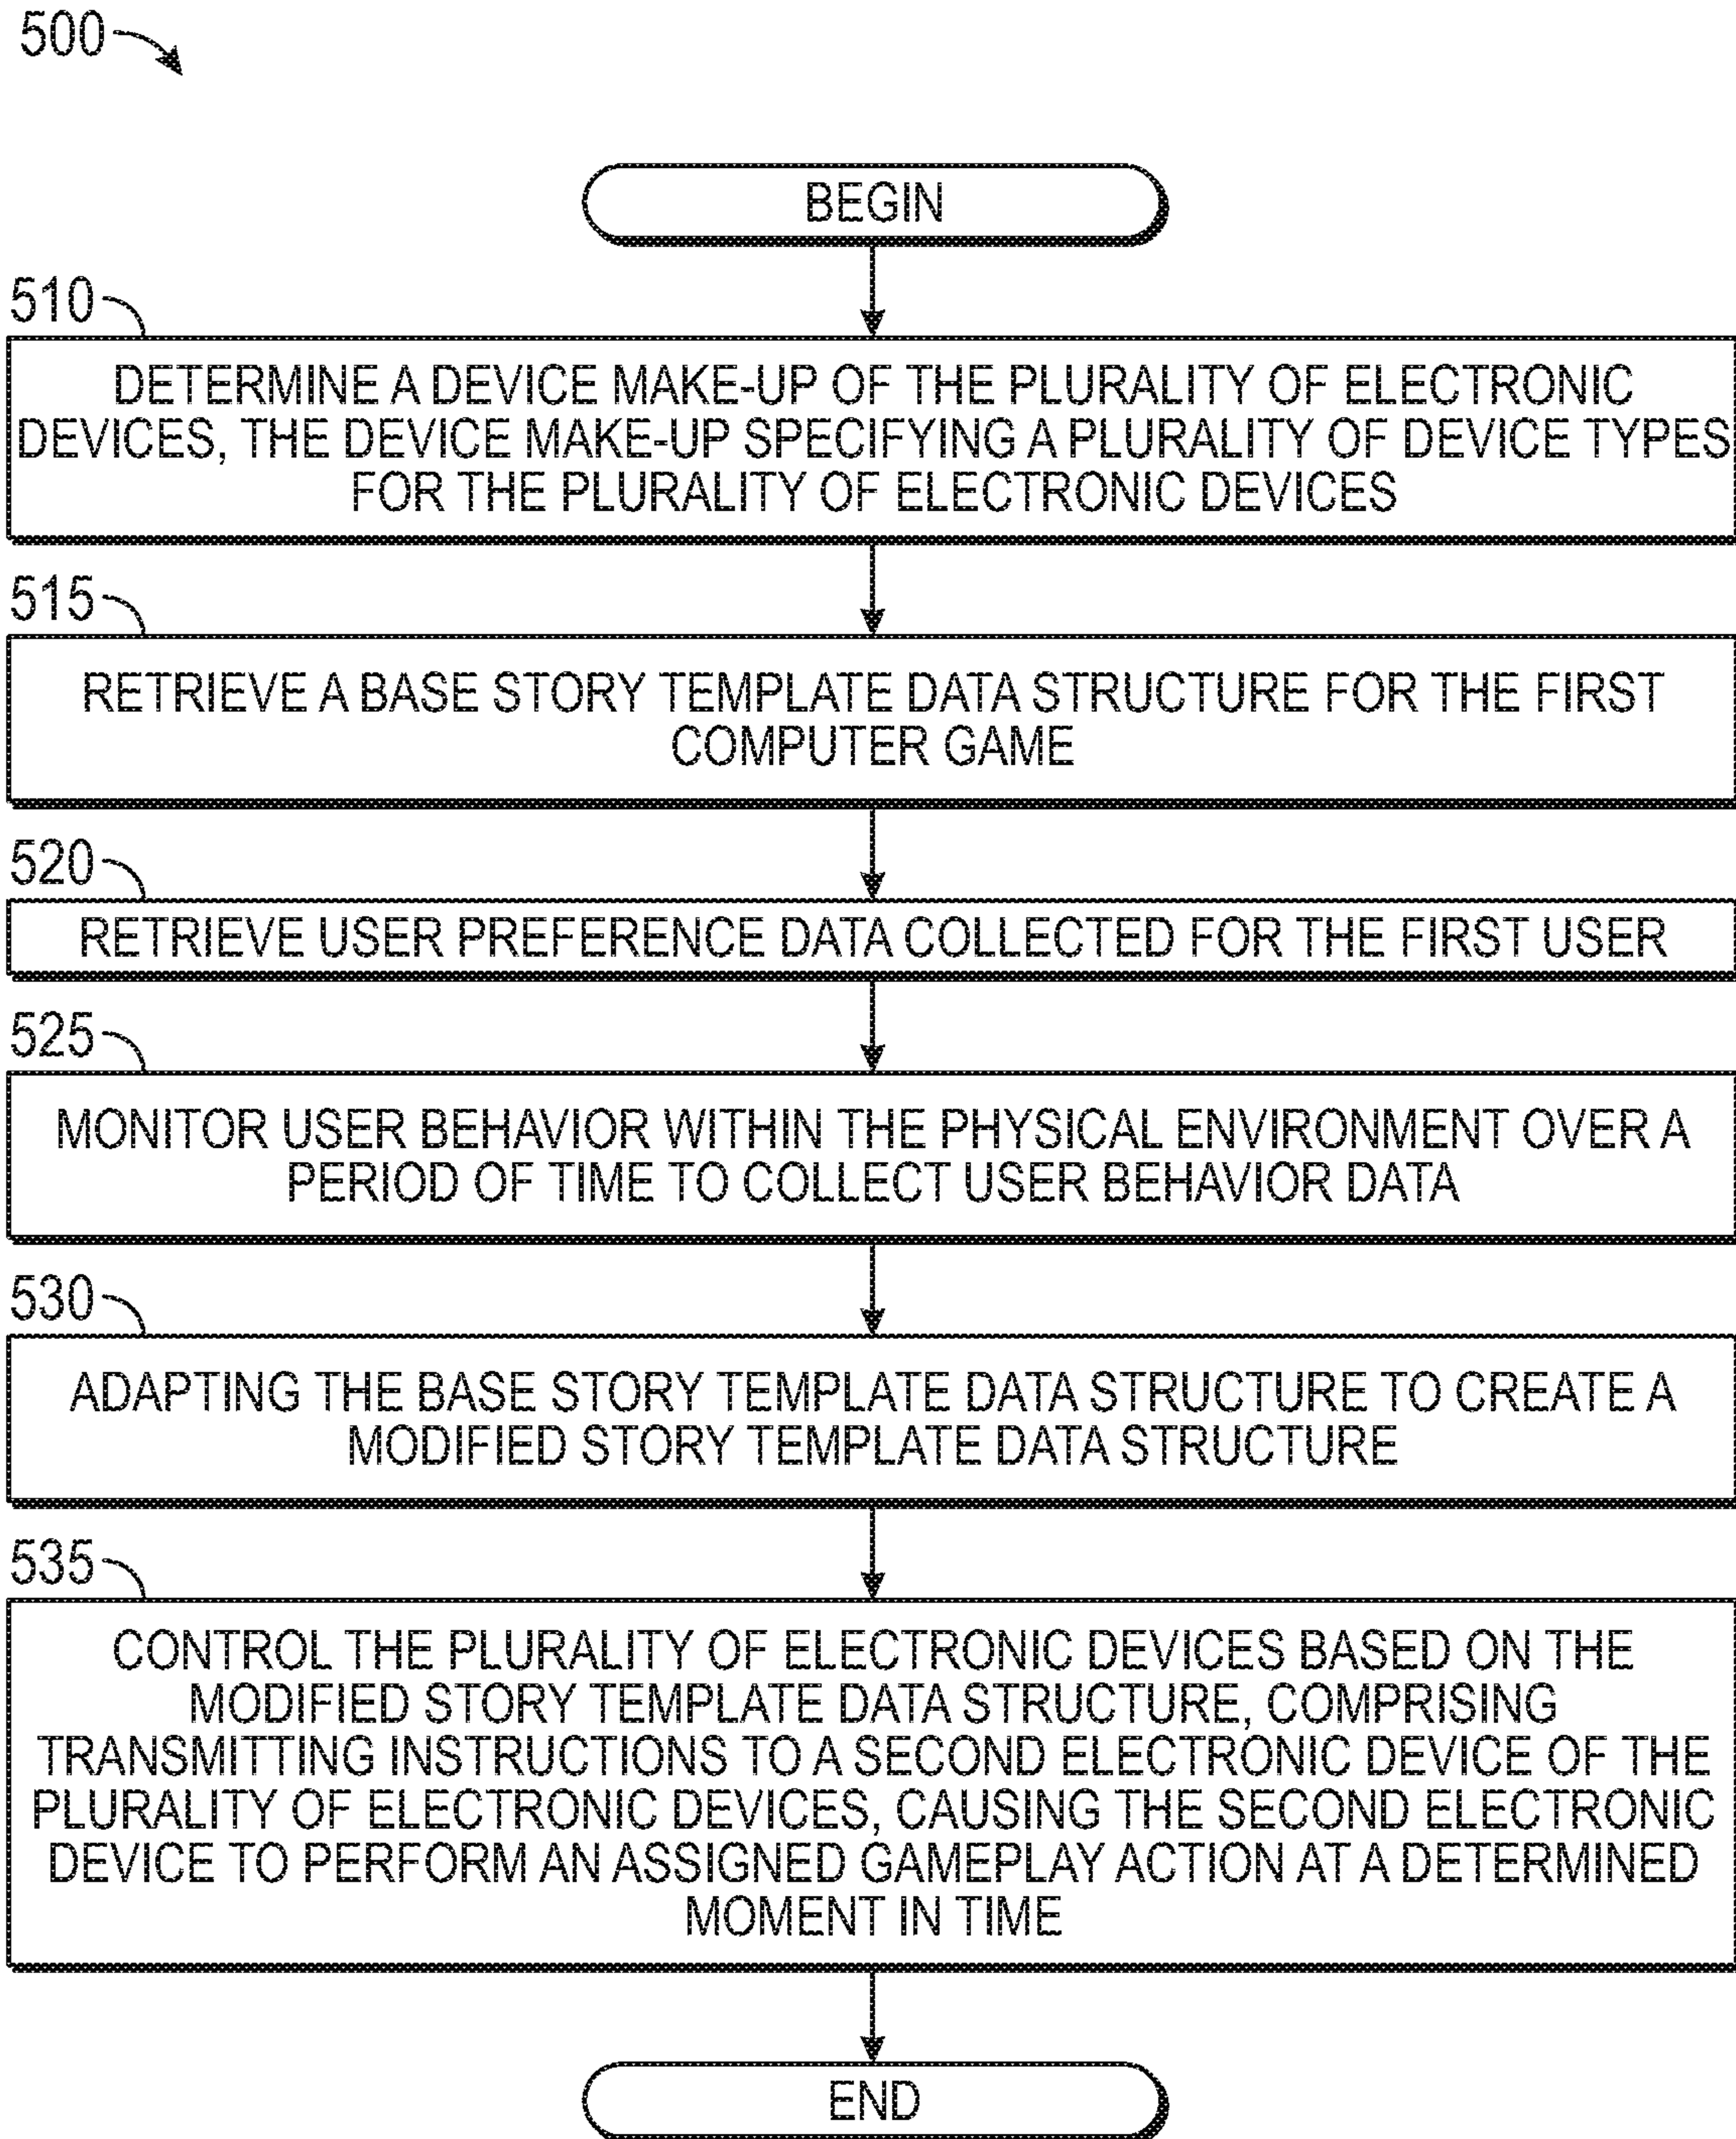 500
BEGIN
510
DETERMINE A DEVICE MAKE-UP OF THE PLURALITY OF ELECTRONIC
DEVICES, THE DEVICE MAKE-UP SPECIFYING A PLURALITY OF DEVICE TYPES
FOR THE PLURALITY OF ELECTRONIC DEVICES
515
RETRIEVE A BASE STORY TEMPLATE DATA STRUCTURE FOR THE FIRST
COMPUTER GAME
520
RETRIEVE USER PREFERENCE DATA COLLECTED FOR THE FIRST USER
525
MONITOR USER BEHAVIOR WITHIN THE PHYSICAL ENVIRONMENT OVER A
PERIOD OF TIME TO COLLECT USER BEHAVIOR DATA
530
ADAPTING THE BASE STORY TEMPLATE DATA STRUCTURE TO CREATE A
MODIFIED STORY TEMPLATE DATA STRUCTURE
535
CONTROL THE PLURALITY OF ELECTRONIC DEVICES BASED ON THE
MODIFIED STORY TEMPLATE DATA STRUCTURE, COMPRISING
TRANSMITTING INSTRUCTIONS TO A SECOND ELECTRONIC DEVICE OF THE
PLURALITY OF ELECTRONIC DEVICES, CAUSING THE SECOND ELECTRONIC
DEVICE TO PERFORM AN ASSIGNED GAMEPLAY ACTION AT A DETERMINED
MOMENT IN TIME
END